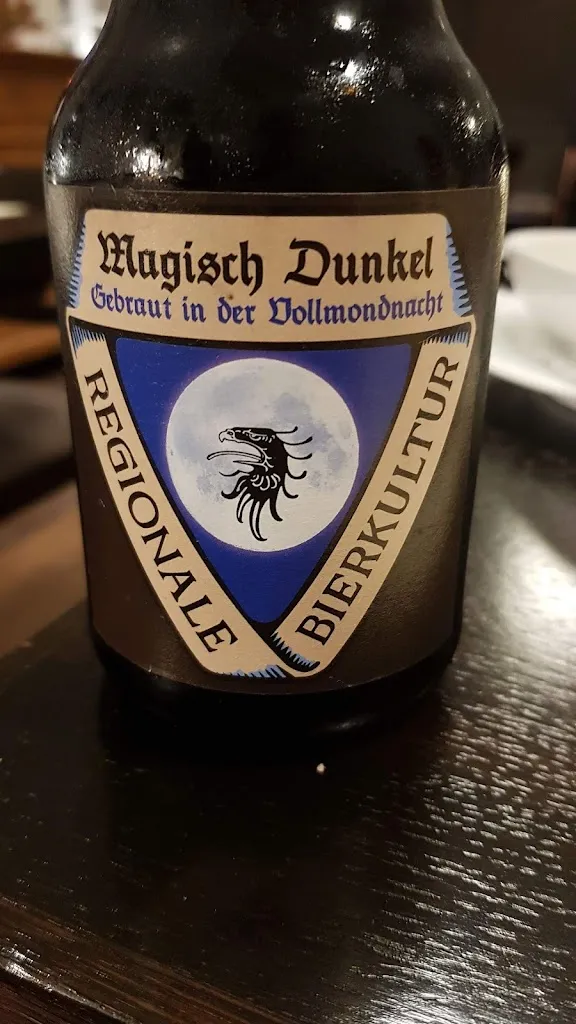 Magisch Dunkel
Gebraut in der Vollmondnacht
REGIONALE
BIERKULTUR